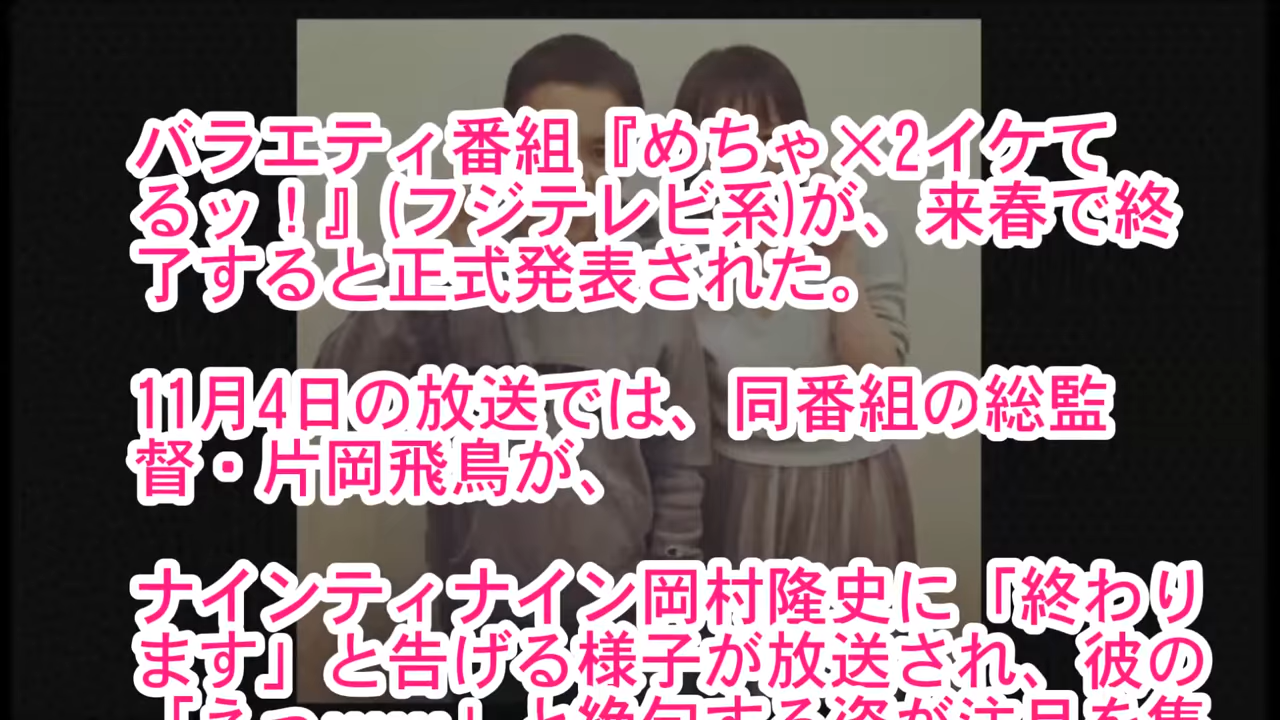 バラエティ番組『めちゃ×2イケて
るッ！』(フジテレビ系)が、来春で終
了すると正式発表された。
11月4日の放送では、同番組の総監
督・片岡飛鳥が、
ナインティナイン岡村隆史に「終わり
ます」と告げる様子が放送され、彼の